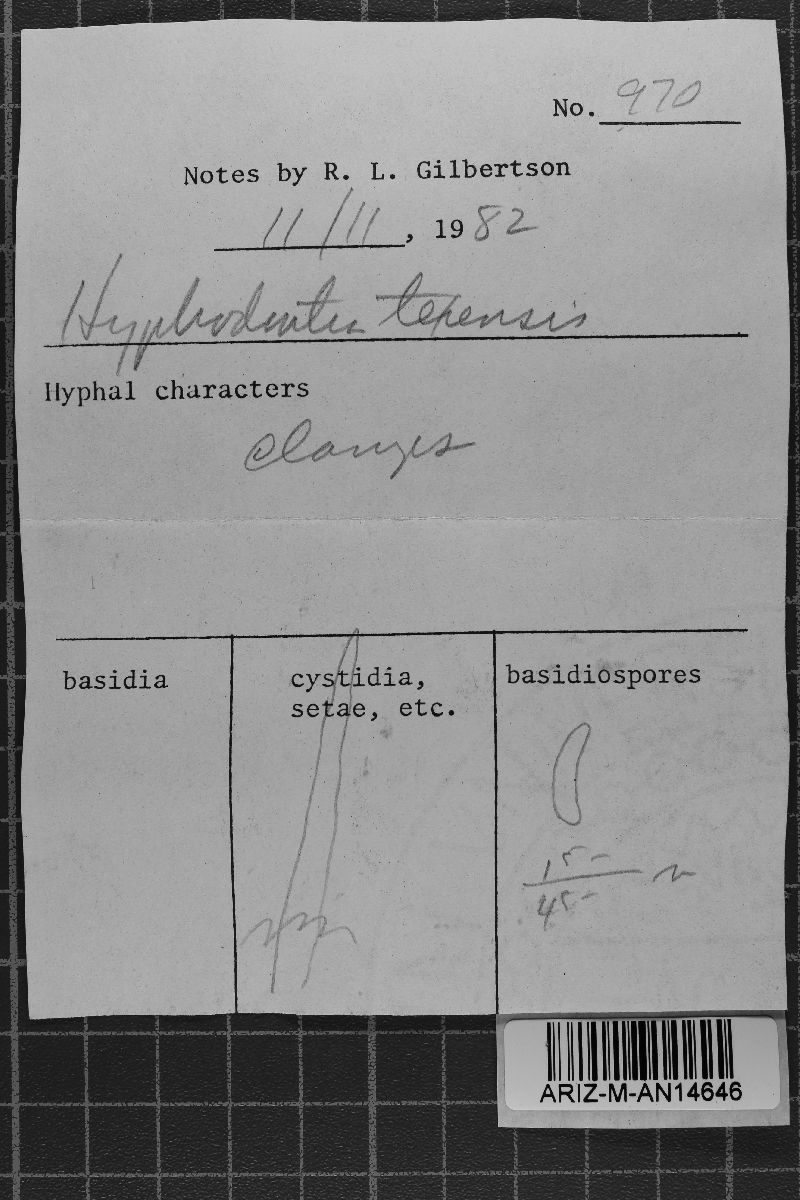 No. 970
Notes by R. L. Gilbertson
11/11, 1982
Hyphodontia texensis
Hyphal characters
clamps
basidia
cystidia,
setae, etc.
basidiospores
ARIZ-M-AN14646